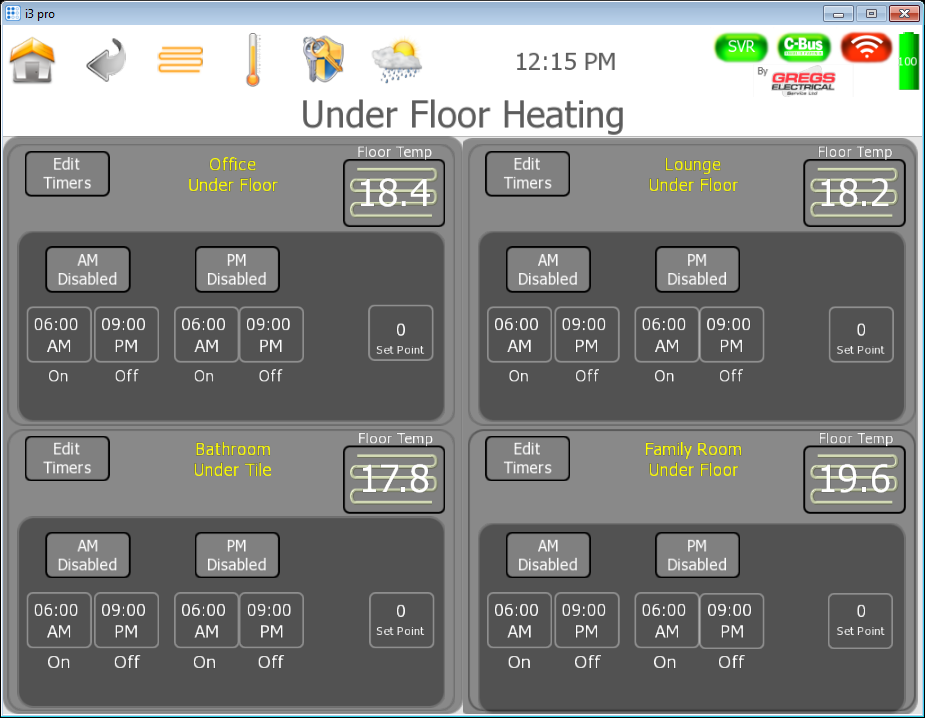 i3 pro
12:15 PM
SVR
C-Bus
100
By
GREGS
ELECTRICAL
Service Ltd
Under Floor Heating
Edit
Timers
Office
Under Floor
Floor Temp
18.4
AM
Disabled
PM
Disabled
06:00
AM
09:00
PM
06:00
AM
09:00
PM
0
Set Point
On
Off
On
Off
Edit
Timers
Lounge
Under Floor
Floor Temp
18.2
AM
Disabled
PM
Disabled
06:00
AM
09:00
PM
06:00
AM
09:00
PM
0
Set Point
On
Off
On
Off
Edit
Timers
Bathroom
Under Tile
Floor Temp
17.8
AM
Disabled
PM
Disabled
06:00
AM
09:00
PM
06:00
AM
09:00
PM
0
Set Point
On
Off
On
Off
Edit
Timers
Family Room
Under Floor
Floor Temp
19.6
AM
Disabled
PM
Disabled
06:00
AM
09:00
PM
06:00
AM
09:00
PM
0
Set Point
On
Off
On
Off